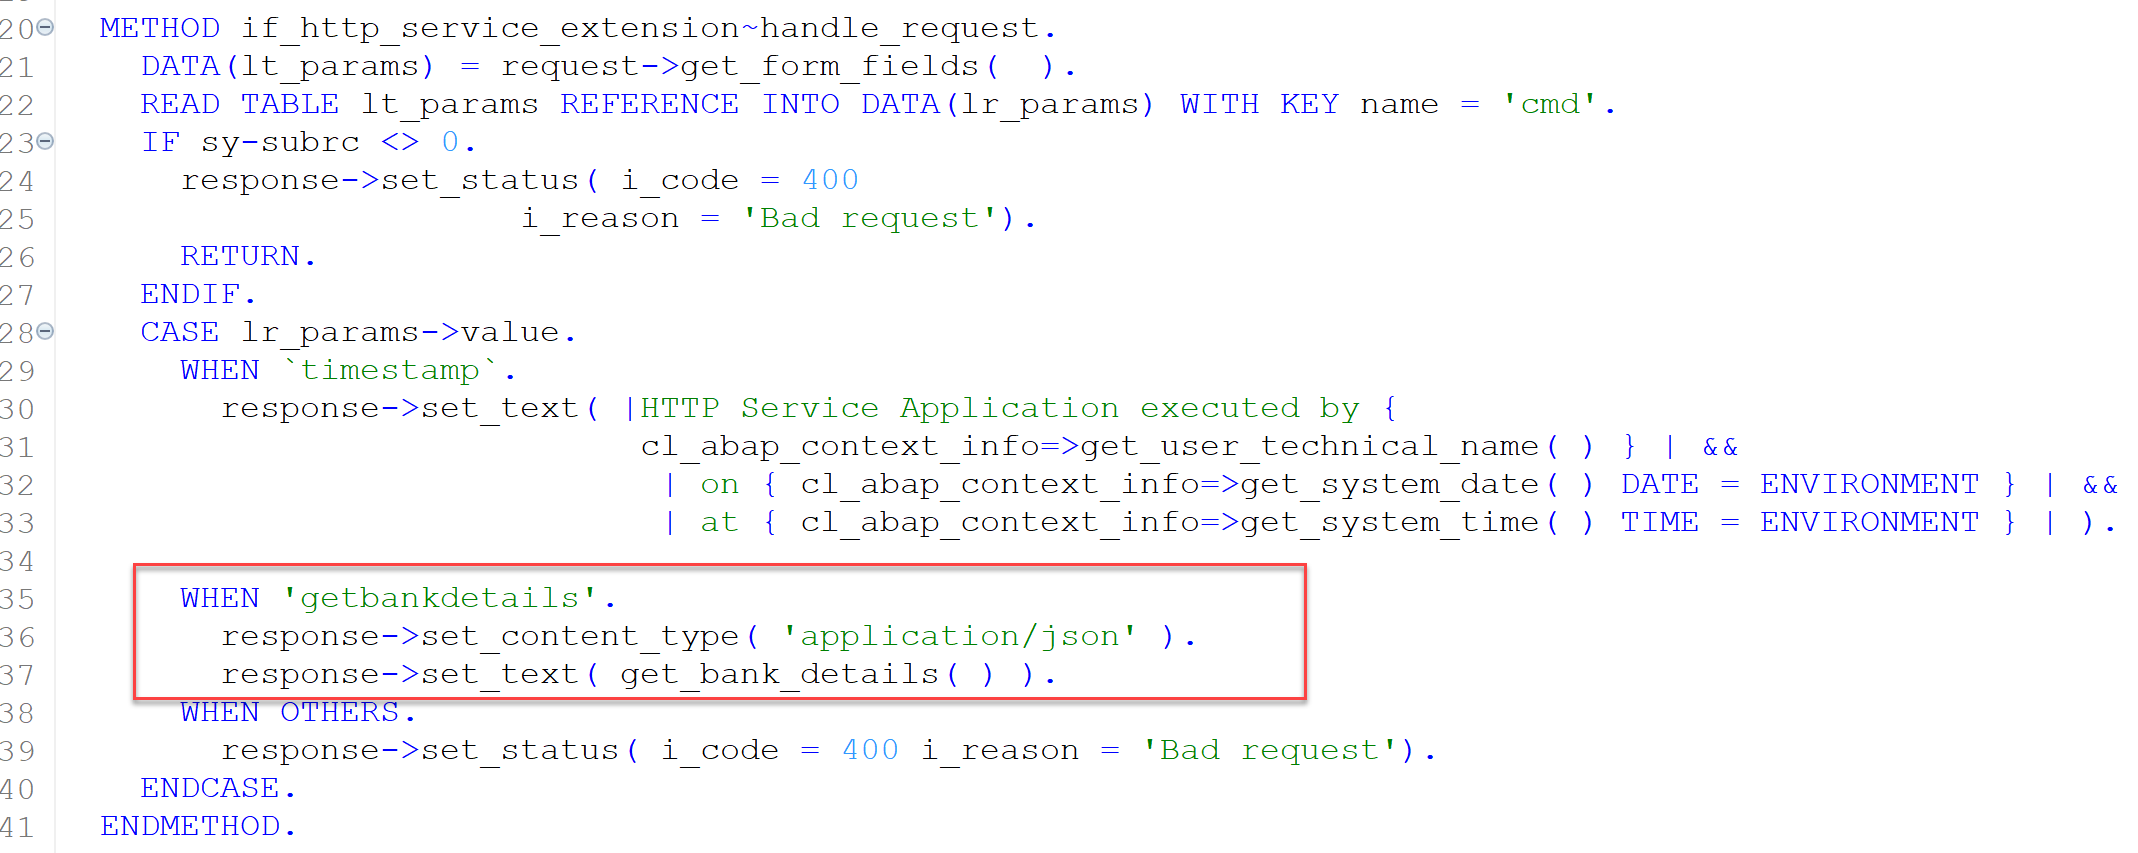 20 METHOD if_http_service_extension~handle_request.
21 DATA(lt_params) = request->get_form_fields(  ).
22 READ TABLE lt_params REFERENCE INTO DATA(lr_params) WITH KEY name = 'cmd'.
23 IF sy-subrc <> 0.
24 response->set_status( i_code = 400
25 i_reason = 'Bad request').
26 RETURN.
27 ENDIF.
28 CASE lr_params->value.
29 WHEN `timestamp`.
30 response->set_text( |HTTP Service Application executed by {
31 cl_abap_context_info=>get_user_technical_name( ) } | &&
32 | on { cl_abap_context_info=>get_system_date( ) DATE = ENVIRONMENT } | &&
33 | at { cl_abap_context_info=>get_system_time( ) TIME = ENVIRONMENT } | ).
34
35 WHEN 'getbankdetails'.
36 response->set_content_type( 'application/json' ).
37 response->set_text( get_bank_details( ) ).
38 WHEN OTHERS.
39 response->set_status( i_code = 400 i_reason = 'Bad request').
40 ENDCASE.
41 ENDMETHOD.